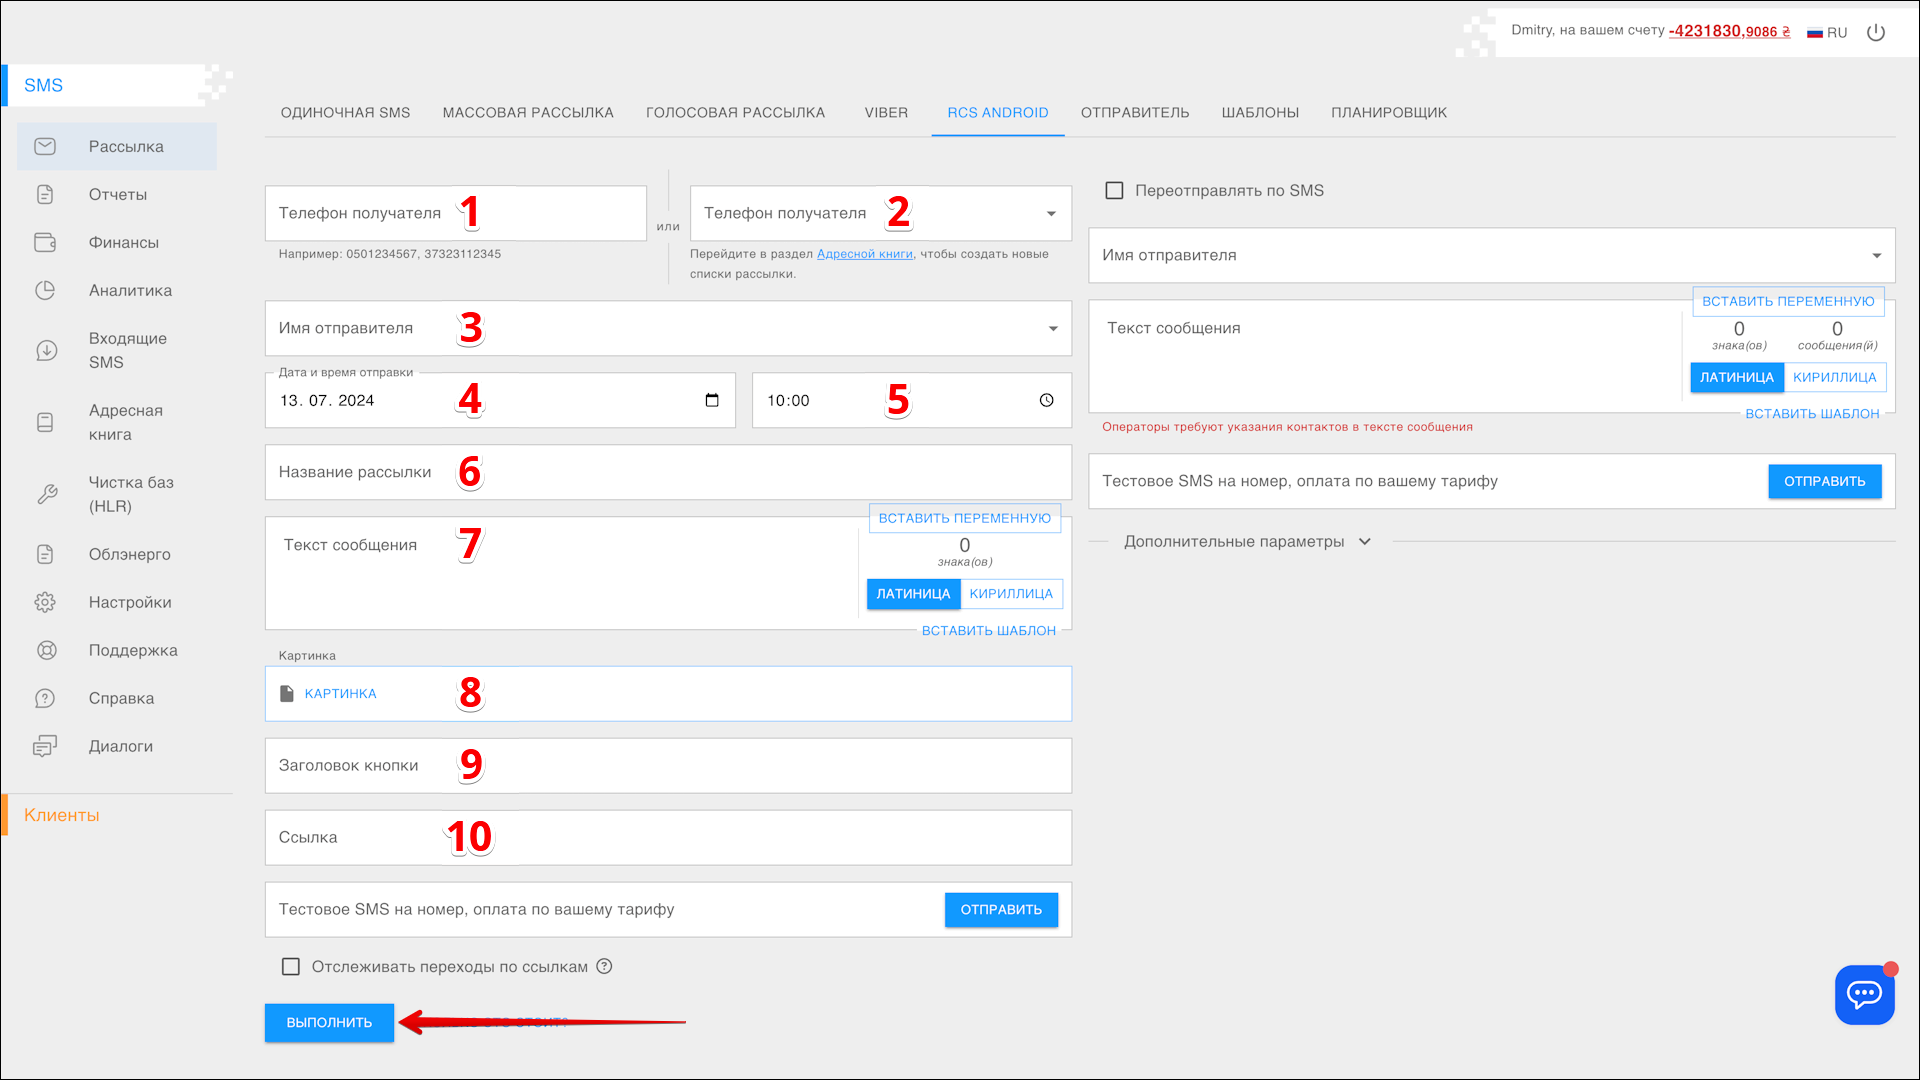 Dmitry, на вашем счету -4231830,9086 ₴
RU
SMS
Рассылка
Отчеты
Финансы
Аналитика
Входящие
SMS
Адресная
книга
Чистка баз
(HLR)
Облэнерго
Настройки
Поддержка
Справка
Диалоги
Клиенты
ОДИНОЧНАЯ SMS
МАССОВАЯ РАССЫЛКА
ГОЛОСОВАЯ РАССЫЛКА
VIBER
RCS ANDROID
ОТПРАВИТЕЛЬ
ШАБЛОНЫ
ПЛАНИРОВЩИК
Телефон получателя 1
Например: 0501234567, 37323112345
или
Телефон получателя 2
Перейдите в раздел Адресной книги, чтобы создать новые
списки рассылки.
Имя отправителя 3
Дата и время отправки
13. 07. 2024 4
10:00 5
Название рассылки 6
ВСТАВИТЬ ПЕРЕМЕННУЮ
Текст сообщения 7
0
знака(ов)
ЛАТИНИЦА КИРИЛЛИЦА
ВСТАВИТЬ ШАБЛОН
Картинка
КАРТИНКА 8
Заголовок кнопки 9
Ссылка 10
Тестовое SMS на номер, оплата по вашему тарифу ОТПРАВИТЬ
Отслеживать переходы по ссылкам ?
ВЫПОЛНИТЬ
Переотправлять по SMS
Имя отправителя
ВСТАВИТЬ ПЕРЕМЕННУЮ
Текст сообщения
0 0
знака(ов) сообщения(й)
ЛАТИНИЦА КИРИЛЛИЦА
ВСТАВИТЬ ШАБЛОН
Операторы требуют указания контактов в тексте сообщения
Тестовое SMS на номер, оплата по вашему тарифу ОТПРАВИТЬ
Дополнительные параметры